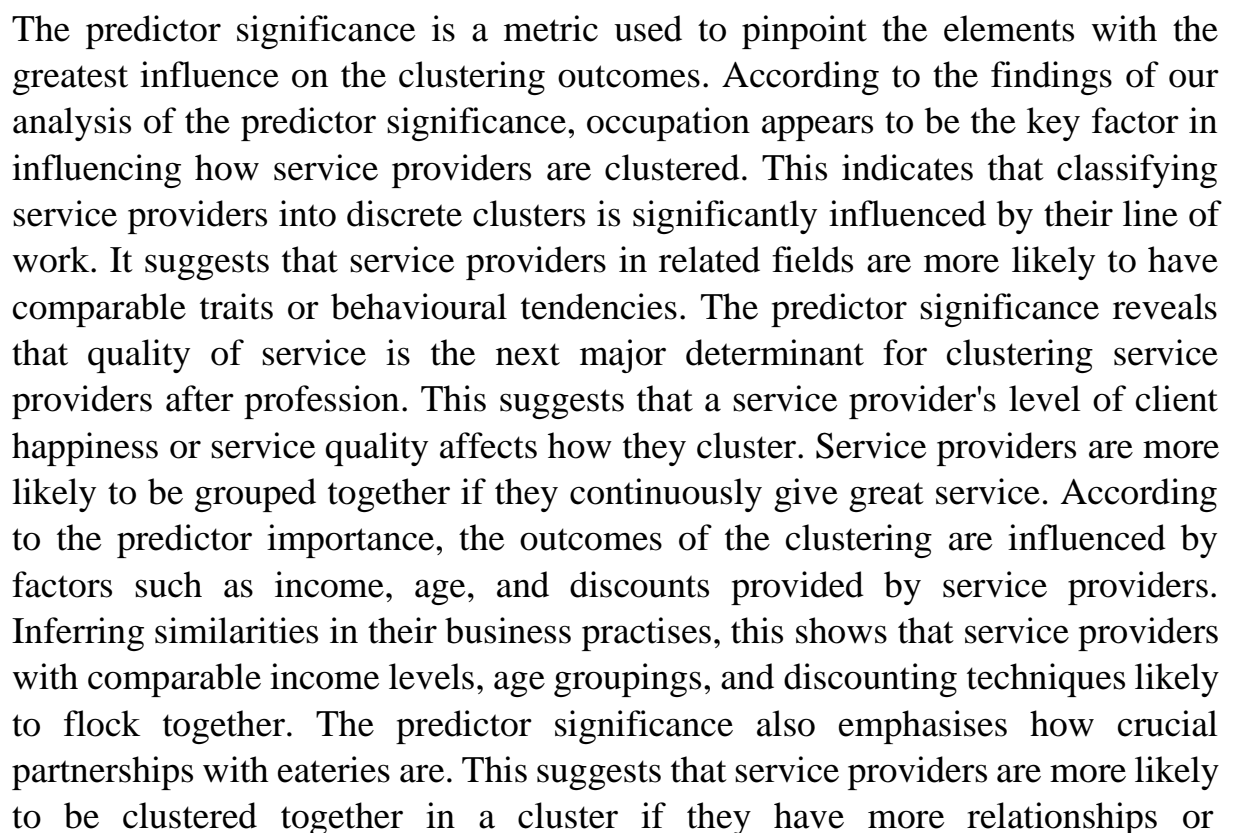 The predictor significance is a metric used to pinpoint the elements with the
greatest influence on the clustering outcomes. According to the findings of our
analysis of the predictor significance, occupation appears to be the key factor in
influencing how service providers are clustered. This indicates that classifying
service providers into discrete clusters is significantly influenced by their line of
work. It suggests that service providers in related fields are more likely to have
comparable traits or behavioural tendencies. The predictor significance reveals
that quality of service is the next major determinant for clustering service
providers after profession. This suggests that a service provider's level of client
happiness or service quality affects how they cluster. Service providers are more
likely to be grouped together if they continuously give great service. According
to the predictor importance, the outcomes of the clustering are influenced by
factors such as income, age, and discounts provided by service providers.
Inferring similarities in their business practises, this shows that service providers
with comparable income levels, age groupings, and discounting techniques likely
to flock together. The predictor significance also emphasises how crucial
partnerships with eateries are. This suggests that service providers are more likely
to be clustered together in a cluster if they have more relationships or